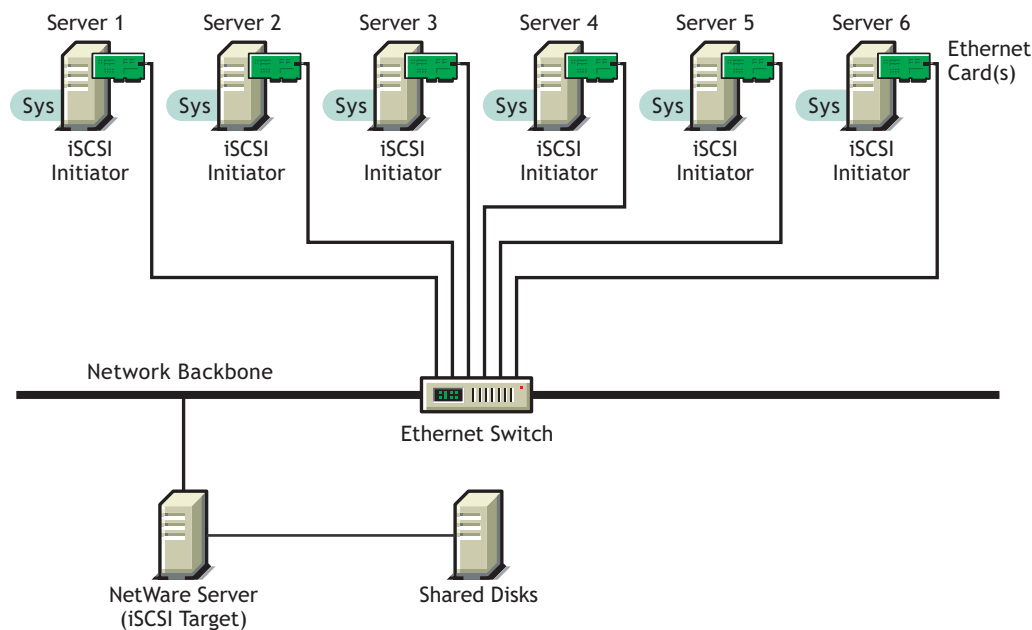 Server 1
Server 2
Server 3
Server 4
Server 5
Server 6
Ethernet
Card(s)
Sys
Sys
Sys
Sys
Sys
Sys
iSCSI
Initiator
iSCSI
Initiator
iSCSI
Initiator
iSCSI
Initiator
iSCSI
Initiator
iSCSI
Initiator
Network Backbone
Ethernet Switch
NetWare Server
(iSCSI Target)
Shared Disks